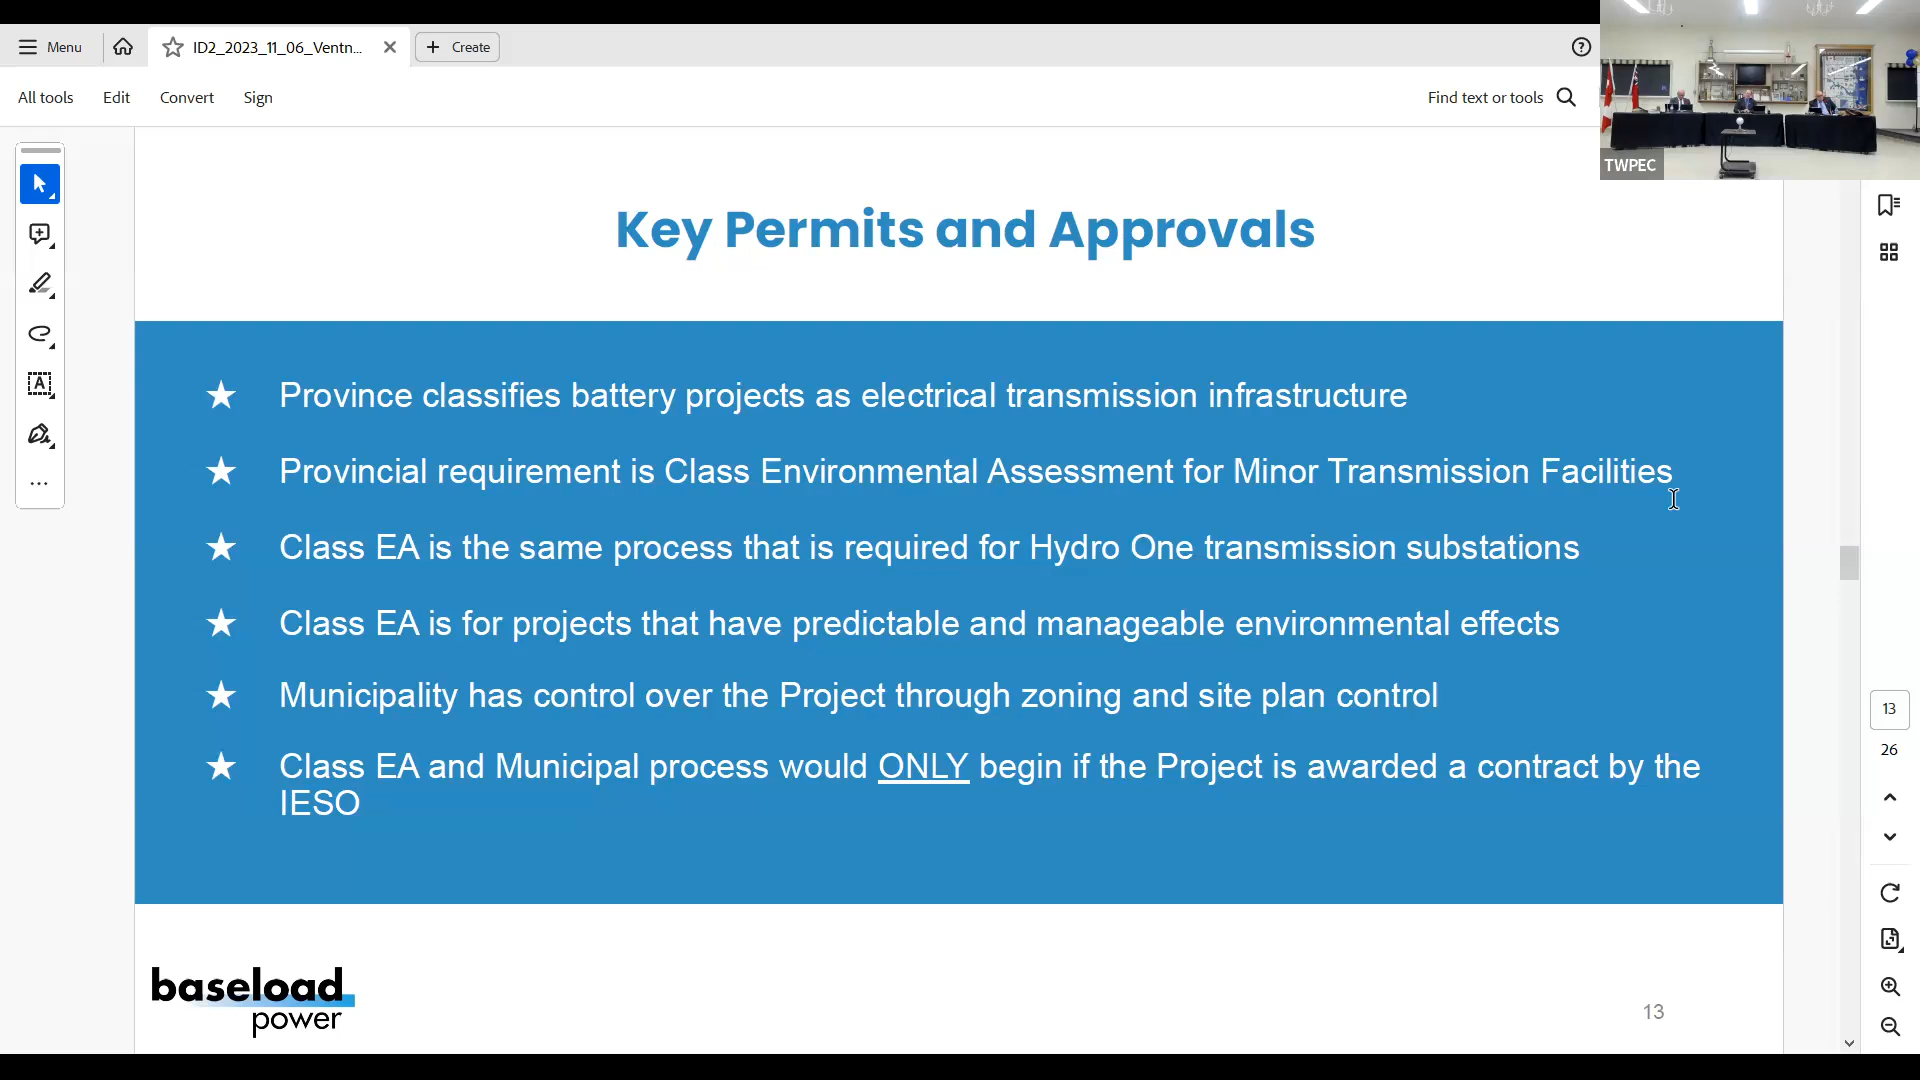 Menu
ID2_2023_11_06_Ventn...
Create
All tools
Edit
Convert
Sign
Find text or tools
TWPEC
Key Permits and Approvals
★ Province classifies battery projects as electrical transmission infrastructure
★ Provincial requirement is Class Environmental Assessment for Minor Transmission Facilities
★ Class EA is the same process that is required for Hydro One transmission substations
★ Class EA is for projects that have predictable and manageable environmental effects
★ Municipality has control over the Project through zoning and site plan control
★ Class EA and Municipal process would ONLY begin if the Project is awarded a contract by the
IESO
13
26
baseload
power
13